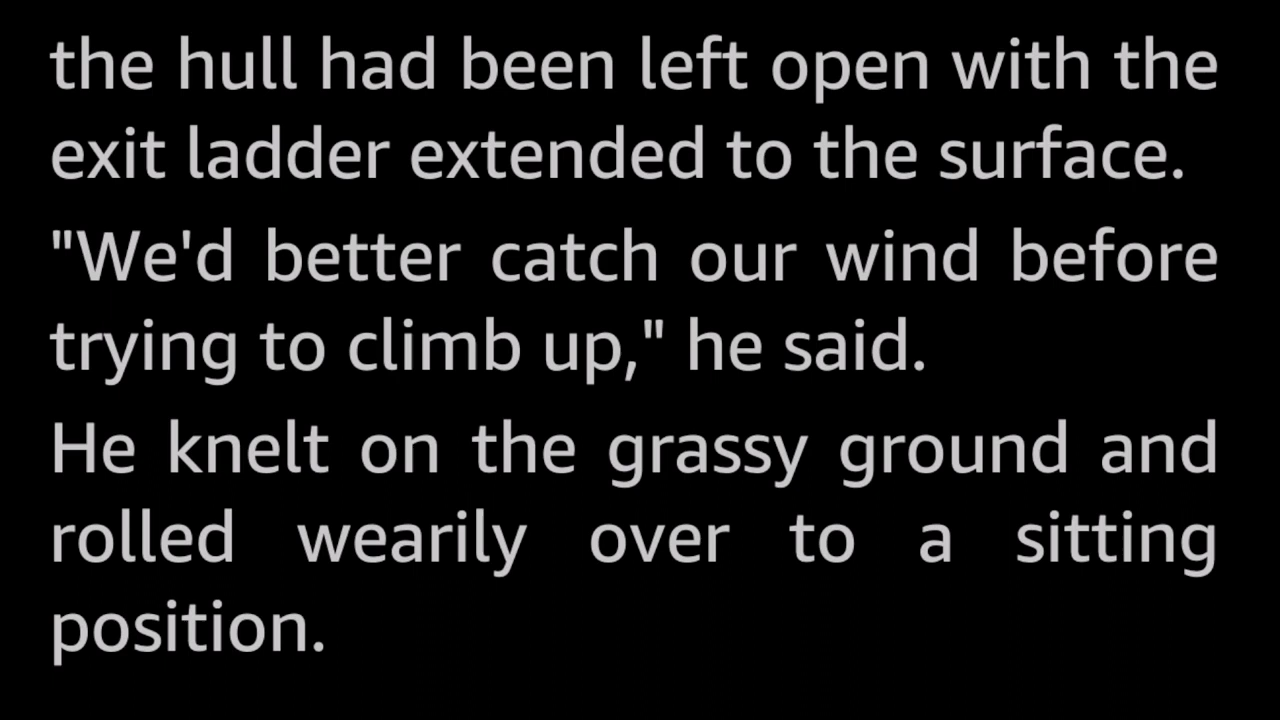 the hull had been left open with the
exit ladder extended to the surface.
"We'd better catch our wind before
trying to climb up," he said.
He knelt on the grassy ground and
rolled wearily over to a sitting
position.